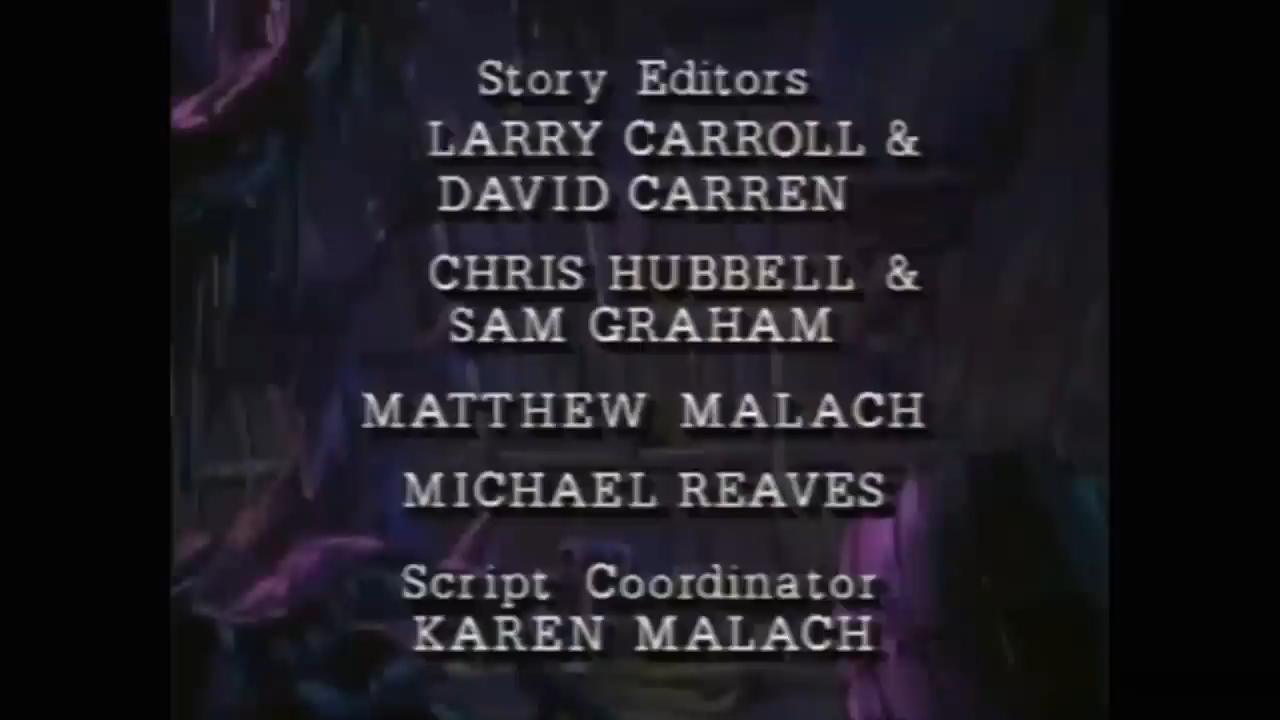 Story Editors
LARRY CARROLL &
DAVID CARREN
CHRIS HUBBELL &
SAM GRAHAM
MATTHEW MALACH
MICHAEL REAVES
Script Coordinator
KAREN MALACH